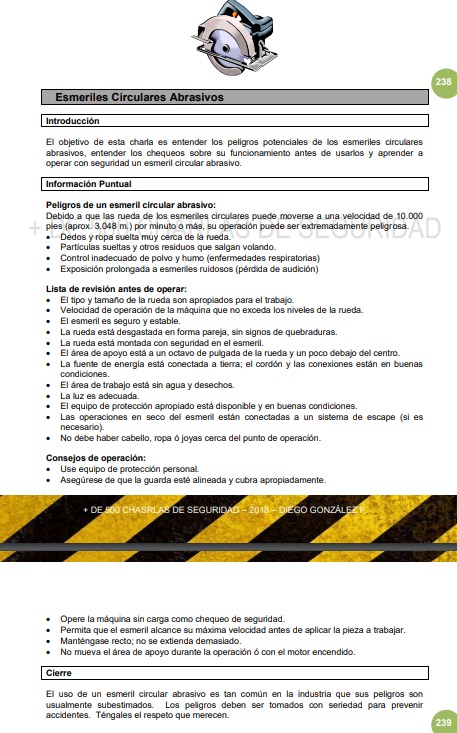 238
Esmeriles Circulares Abrasivos
Introducción
El objetivo de esta charla es entender los peligros potenciales de los esmeriles circulares
abrasivos, entender los chequeos sobre su funcionamiento antes de usarlos y aprender a
operar con seguridad un esmeril circular abrasivo.
Información Puntual
Peligros de un esmeril circular abrasivo:
Debido a que las rueda de los esmeriles circulares puede moverse a una velocidad de 10.000
pies (aprox. 3.048 m.) por minuto o más, su operación puede ser extremadamente peligrosa.
• Dedos y ropa suelta muy cerca de la rueda.
• Partículas sueltas y otros residuos que salgan volando.
• Control inadecuado de polvo y humo (enfermedades respiratorias)
• Exposición prolongada a esmeriles ruidosos (pérdida de audición)
Lista de revisión antes de operar:
• El tipo y tamaño de la rueda son apropiados para el trabajo.
• Velocidad de operación de la máquina que no exceda los niveles de la rueda.
• El esmeril es seguro y estable.
• La rueda está desgastada en forma pareja, sin signos de quebraduras.
• La rueda está montada con seguridad en el esmeril.
• El área de apoyo está a un octavo de pulgada de la rueda y un poco debajo del centro.
• La fuente de energía está conectada a tierra; el cordón y las conexiones están en buenas
condiciones.
• El área de trabajo está sin agua y desechos.
• La luz es adecuada.
• El equipo de protección apropiado está disponible y en buenas condiciones.
• Las operaciones en seco del esmeril están conectadas a un sistema de escape (si es
necesario).
• No debe haber cabello, ropa ó joyas cerca del punto de operación.
Consejos de operación:
• Use equipo de protección personal.
• Asegúrese de que la guarda esté alineada y cubra apropiadamente.
+ DE 500 CHASRLAS DE SEGURIDAD – 2018 – DIEGO GONZÁLEZ F.
• Opere la máquina sin carga como chequeo de seguridad.
• Permita que el esmeril alcance su máxima velocidad antes de aplicar la pieza a trabajar.
• Manténgase recto; no se extienda demasiado.
• No mueva el área de apoyo durante la operación ó con el motor encendido.
Cierre
El uso de un esmeril circular abrasivo es tan común en la industria que sus peligros son
usualmente subestimados. Los peligros deben ser tomados con seriedad para prevenir
accidentes. Téngales el respeto que merecen.
239